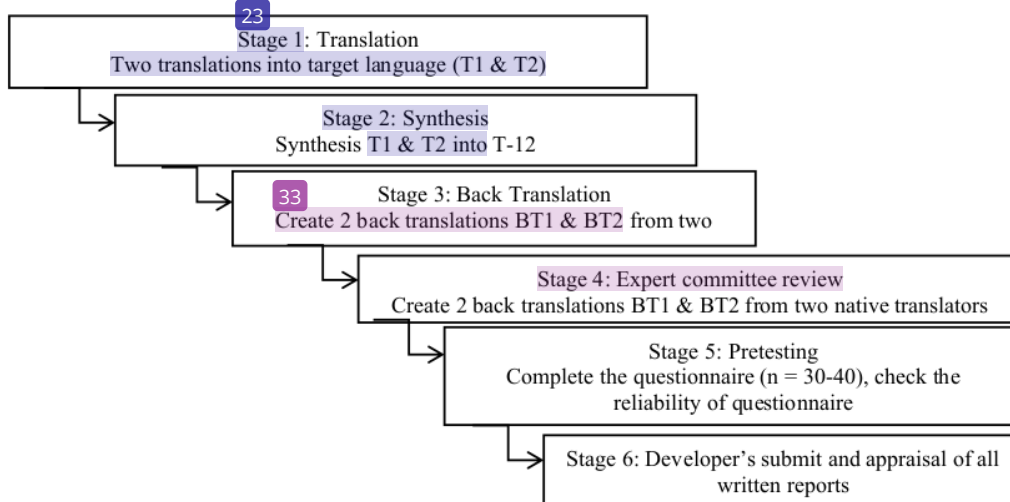 23
Stage 1: Translation
Two translations into target language (T1 & T2)
Stage 2: Synthesis
Synthesis T1 & T2 into T-12
33
Stage 3: Back Translation
Create 2 back translations BT1 & BT2 from two
Stage 4: Expert committee review
Create 2 back translations BT1 & BT2 from two native translators
Stage 5: Pretesting
Complete the questionnaire (n = 30-40), check the
reliability of questionnaire
Stage 6: Developer’s submit and appraisal of all
written reports